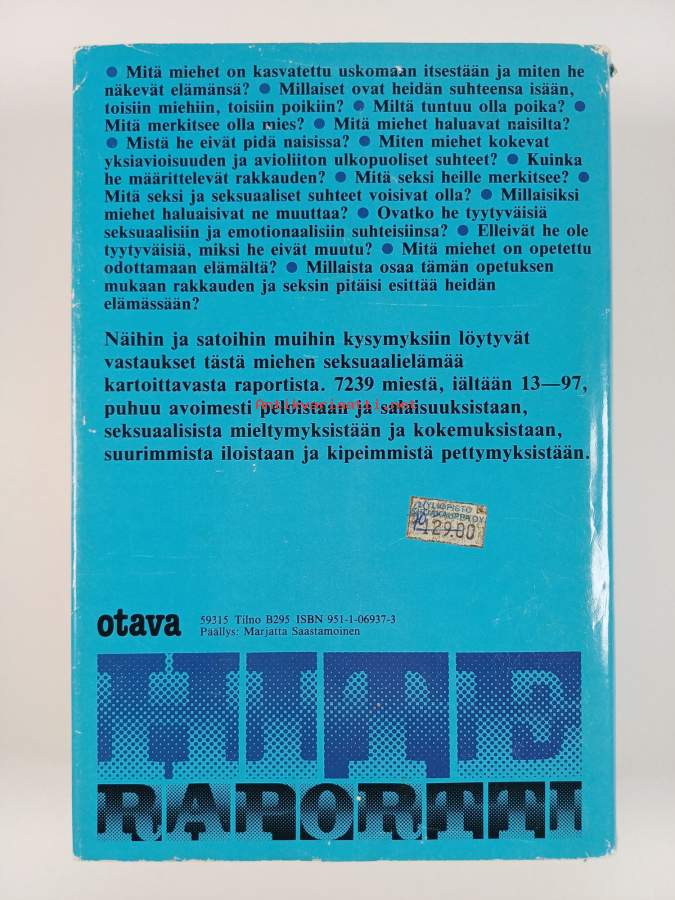 ● Mitä miehet on kasvatettu uskomaan itsestään ja miten he
näkevät elämänsä? ● Millaiset ovat heidän suhteensa isään,
toisiin miehiin, toisiin poikiin? ● Miltä tuntuu olla poika? ●
Mitä merkitsee olla mies? ● Mitä miehet haluavat naisilta?
● Mistä he eivät pidä naisissa? ● Miten miehet kokevat
yksiavioisuuden ja avioliiton ulkopuoliset suhteet? ● Kuinka
he määrittelevät rakkauden? ● Mitä seksi heille merkitsee? ●
Mitä seksi ja seksuaaliset suhteet voisivat olla? ● Millaisiksi
miehet haluaisivat ne muuttaa? ● Ovatko he tyytyväisiä
seksuaalisiin ja emotionaalisiin suhteisiinsa? ● Elleivät he ole
tyytyväisiä, miksi he eivät muutu? ● Mitä miehet on opetettu
odottamaan elämältä? ● Millaista osaa tämän opetuksen
mukaan rakkauden ja seksin pitäisi esittää heidän
elämässään?
Näihin ja satoihin muihin kysymyksiin löytyvät
vastaukset tästä miehen seksuaalielämää
kartoittavasta raportista. 7239 miestä, iältään 13—97,
puhuu avoimesti peloistaan ja salaisuuksistaan,
Antikvariaatti.net
seksuaalisista mieltymyksistään ja kokemuksistaan,
suurimmista iloistaan ja kipeimmistä pettymyksistään.
129.00
otava
59315 Tilno B295 ISBN 951-1-06937-3
Päällys: Marjatta Saastamoinen
HITE
RAPORTTI